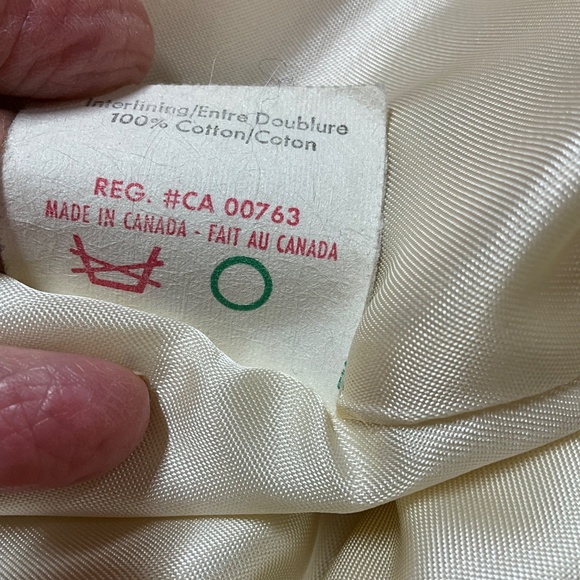 Interlining/Entre Doublure
100% Cotton/Coton
REG. #CA 00763
MADE IN CANADA - FAIT AU CANADA